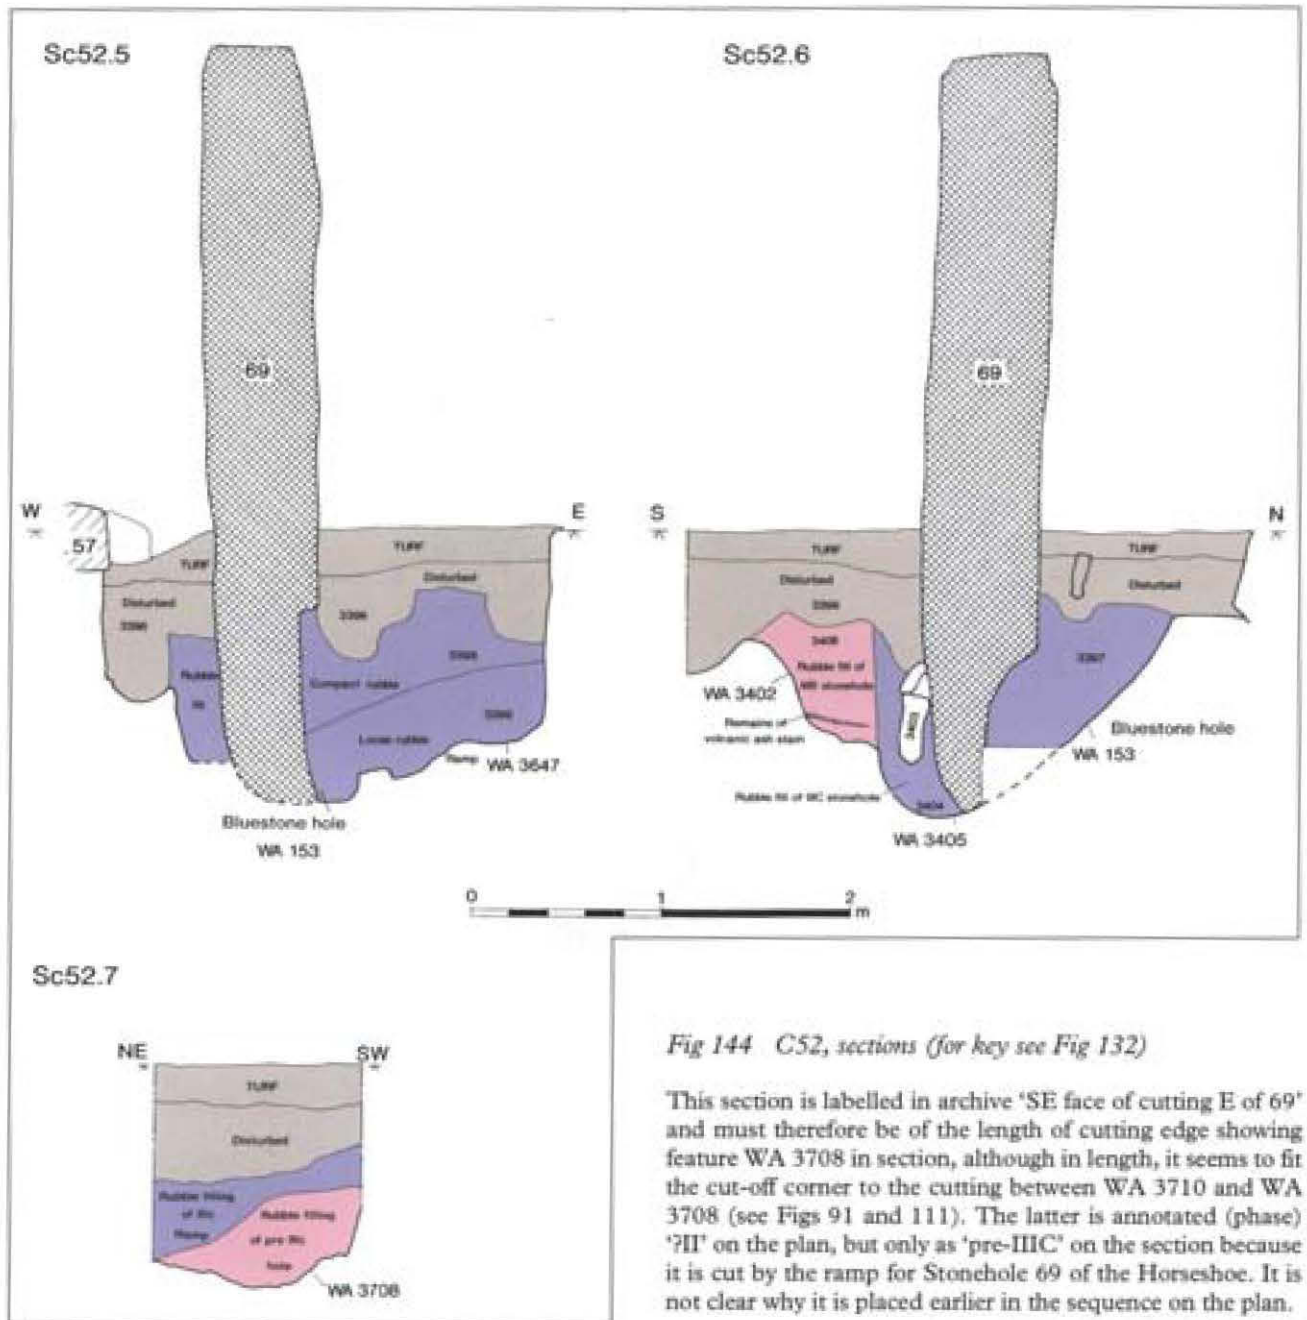 Sc52.5
69
W
E
57
TURF
TURF
Disturbed
Disturbed
3398
3398
Rubble
fill
Compact rubble
Loose rubble
Ramp
WA 3647
Bluestone hole
WA 153
Sc52.6
69
S
N
TURF
TURF
Disturbed
Disturbed
3398
3397
Rubble fill of
stonehole
WA 3402
Remains of
volcanic ash stain
Bluestone hole
WA 153
Rubble fill of IIIC stonehole
3404
WA 3405
0 1 2
m
Sc52.7
NE
SW
TURF
Disturbed
Rubble filling
of IIIc
Ramp
Rubble filling
of pre IIIc
hole
WA 3708
Fig 144 C52, sections (for key see Fig 132)
This section is labelled in archive ‘SE face of cutting E of 69’
and must therefore be of the length of cutting edge showing
feature WA 3708 in section, although in length, it seems to fit
the cut-off corner to the cutting between WA 3710 and WA
3708 (see Figs 91 and 111). The latter is annotated (phase)
‘?II’ on the plan, but only as ‘pre-IIIC’ on the section because
it is cut by the ramp for Stonehole 69 of the Horseshoe. It is
not clear why it is placed earlier in the sequence on the plan.